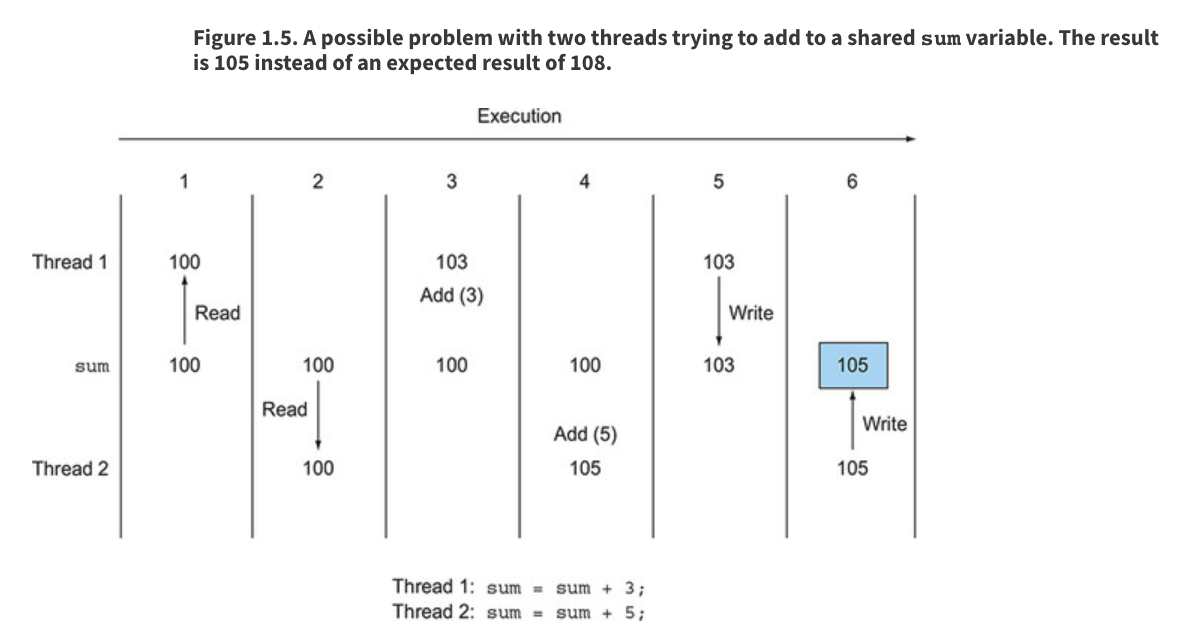 Figure 1.5. A possible problem with two threads trying to add to a shared sum variable. The result
is 105 instead of an expected result of 108.
Execution
1 2 3 4 5 6
Thread 1 100 103 103
Add (3)
Read Write
sum 100 100 100 100 103 105
Read
Write
Add (5)
Thread 2 100 105 105
Thread 1: sum = sum + 3;
Thread 2: sum = sum + 5;